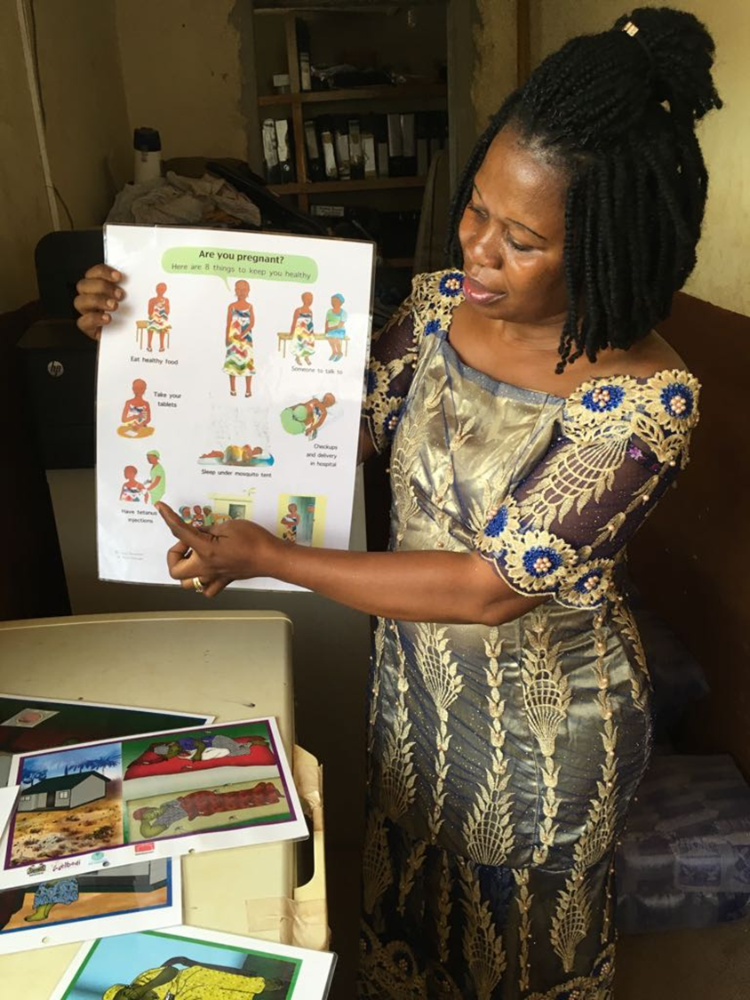 Are you pregnant?
Here are 8 things to keep you healthy
Eat healthy food
Someone to talk to
Take your
tablets
Checkups
and delivery
in hospital
Sleep under mosquito tent
Have tetanus
injections
hp